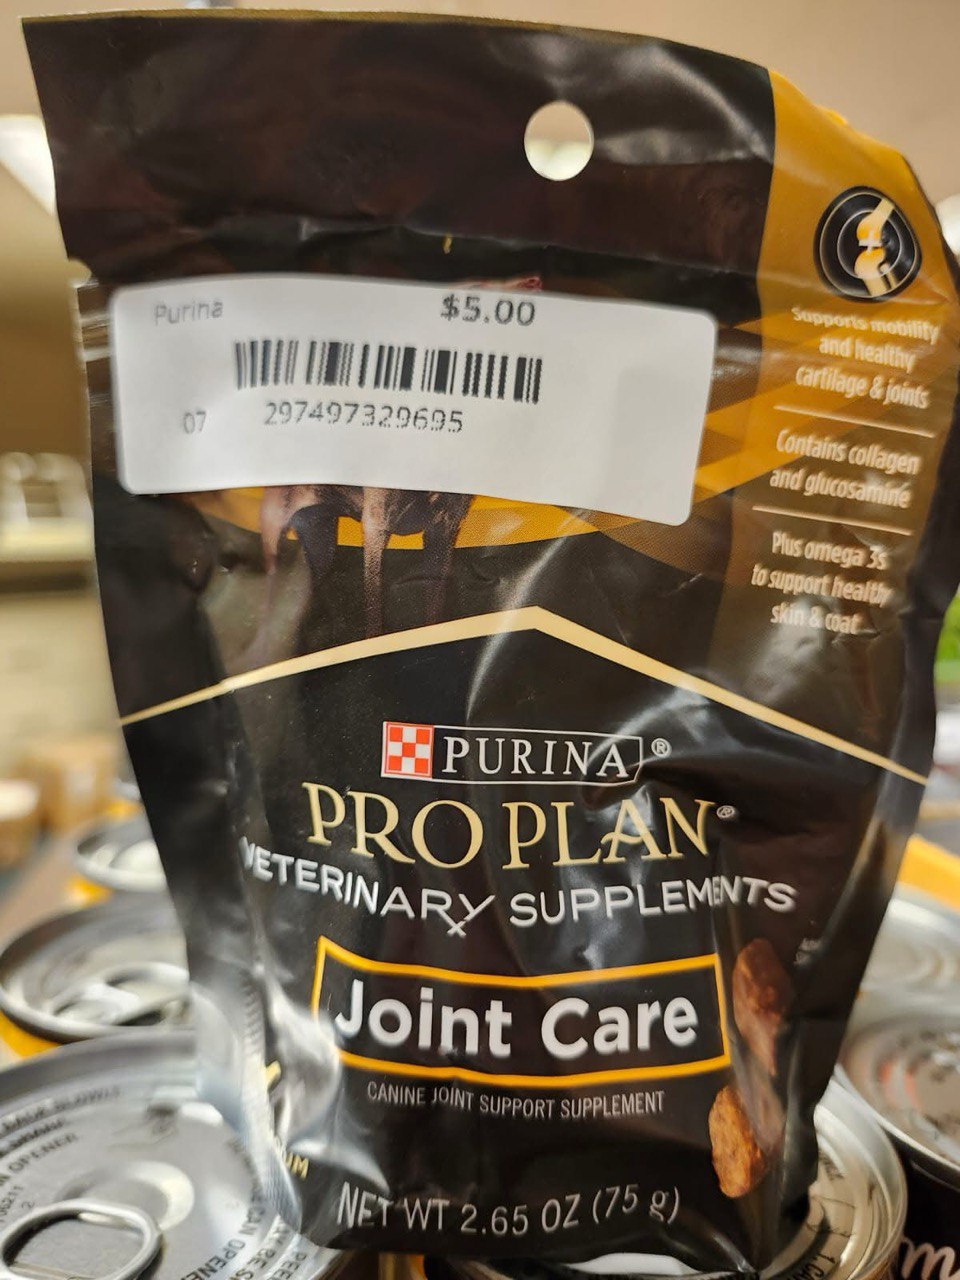 Purina $5.00
07 297497329695
Supports mobility
and healthy
cartilage & joints
Contains collagen
and glucosamine
Plus omega 3s
to support health
skin & coat
PURINA®
PRO PLAN®
VETERINARY SUPPLEMENTS
Joint Care
CANINE JOINT SUPPORT SUPPLEMENT
NET WT 2.65 OZ (75 g)